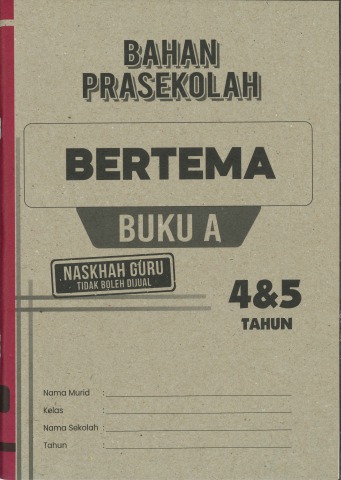 BAHAN
PRASEKOLAH
BERTEMA
BUKU A
NASKHAH GURU
TIDAK BOLEH DIJUAL
4&5
TAHUN
Nama Murid :
Kelas :
Nama Sekolah :
Tahun :